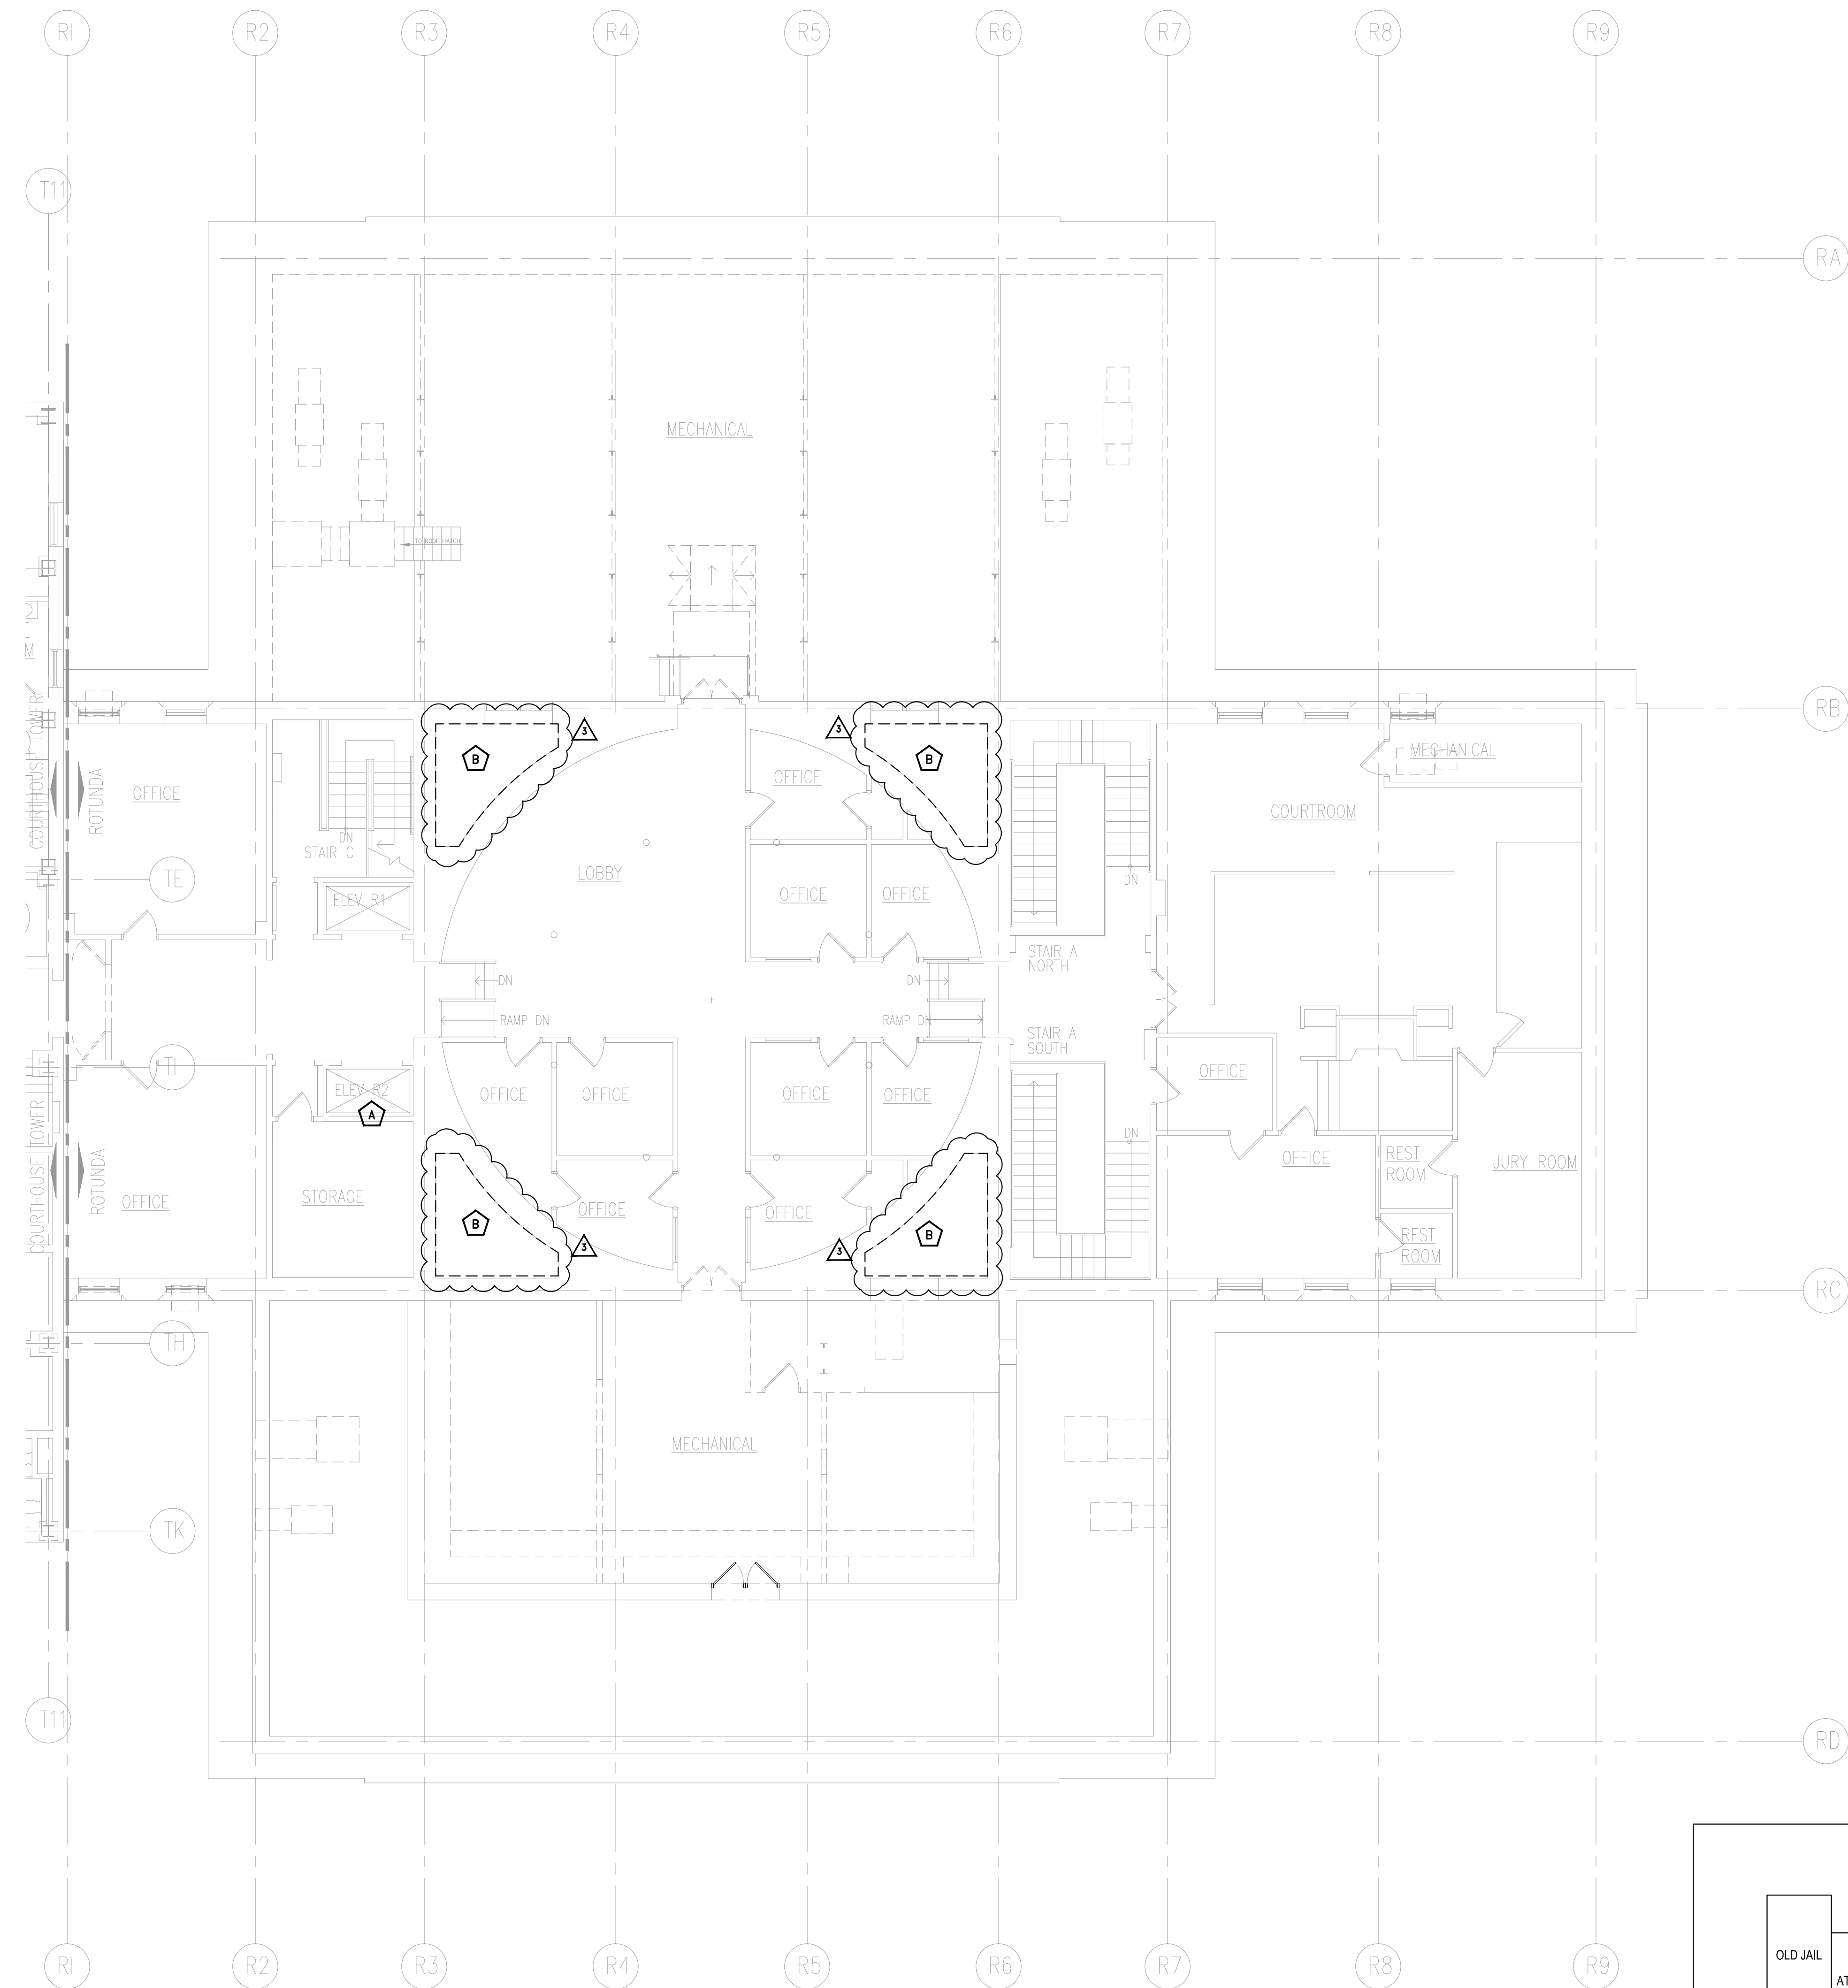 R1
R2
R3
R4
R5
R6
R7
R8
R9
T11
RA
MECHANICAL
TO ROOF HATCH
M
RB
3
3
B
B
MECHANICAL
COURTHOUSE TOWER
ROTUNDA
OFFICE
OFFICE
COURTROOM
DN
STAIR C
LOBBY
TE
ELEV R1
OFFICE
OFFICE
DN
STAIR A
NORTH
DN
DN
RAMP DN
RAMP DN
STAIR A
SOUTH
OFFICE
ELEV R2
OFFICE
OFFICE
OFFICE
OFFICE
A
DN
COURTHOUSE TOWER
ROTUNDA
OFFICE
STORAGE
OFFICE
OFFICE
OFFICE
REST
ROOM
JURY ROOM
B
B
3
3
REST
ROOM
RC
TH
MECHANICAL
TK
T11
RD
OLD JAIL
R1
R2
R3
R4
R5
R6
R7
R8
R9